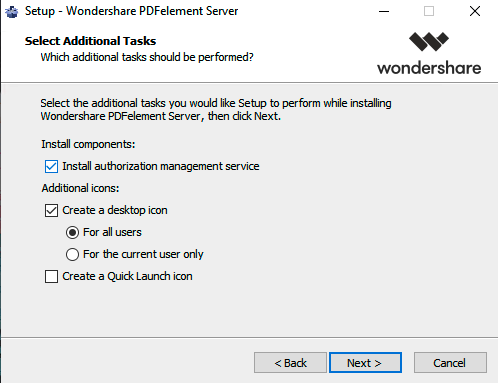 Setup - Wondershare PDFelement Server
Select Additional Tasks
Which additional tasks should be performed?
wondershare
Select the additional tasks you would like Setup to perform while installing
Wondershare PDFelement Server, then click Next.
Install components:
Install authorization management service
Additional icons:
Create a desktop icon
For all users
For the current user only
Create a Quick Launch icon
< Back
Next >
Cancel